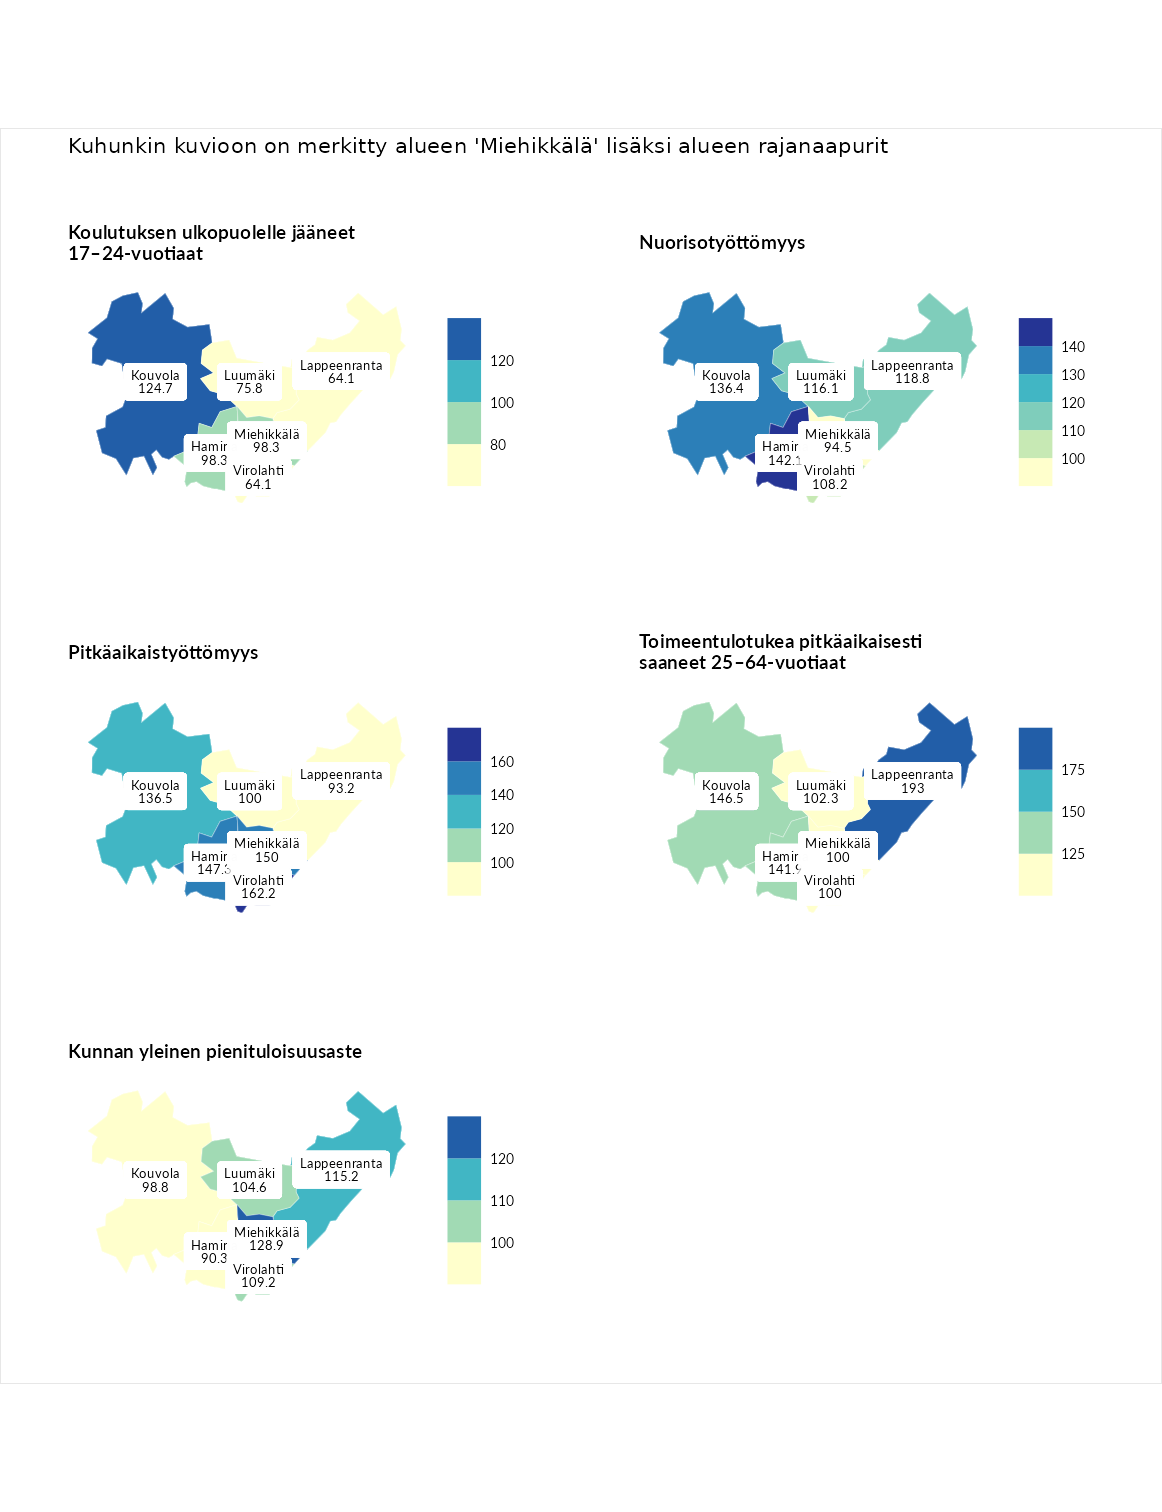 Kuhunkin kuvioon on merkitty alueen 'Miehikkälä' lisäksi alueen rajanaapurit
Koulutuksen ulkopuolelle jääneet
17–24-vuotiaat
Kouvola
124.7
Luumäki
75.8
Lappeenranta
64.1
Miehikkälä
98.3
98.3
Virolahti
64.1
120
100
80
Nuorisotyöttömyys
Kouvola
136.4
Luumäki
116.1
Lappeenranta
118.8
Miehikkälä
94.5
142.1
Virolahti
108.2
140
130
120
110
100
Pitkäaikaistyöttömyys
Kouvola
136.5
Luumäki
100
Lappeenranta
93.2
Miehikkälä
150
147.3
Virolahti
162.2
160
140
120
100
Toimeentulotukea pitkäaikaisesti
saaneet 25–64-vuotiaat
Kouvola
146.5
Luumäki
102.3
Lappeenranta
193
Miehikkälä
100
141.9
Virolahti
100
175
150
125
Kunnan yleinen pienituloisuusaste
Kouvola
98.8
Luumäki
104.6
Lappeenranta
115.2
Miehikkälä
128.9
90.3
Virolahti
109.2
120
110
100